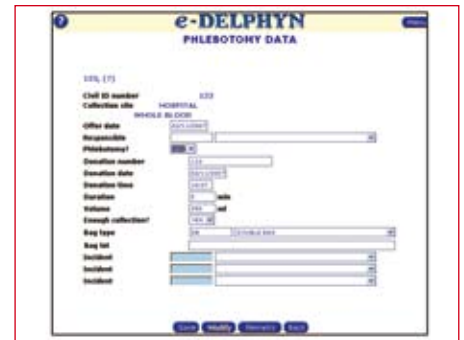 e-DELPHYN
PHLEBOTOMY DATA
Civil ID number
Collection site HOSPITAL
WHOLE BLOOD
Offer date
Responsible
Phlebotomy?
Donation number
Donation date
Donation time
Duration min
Volume ml
Enough collection?
Bag type
Bag lot
Incident
Incident
Incident
Save Modify Back